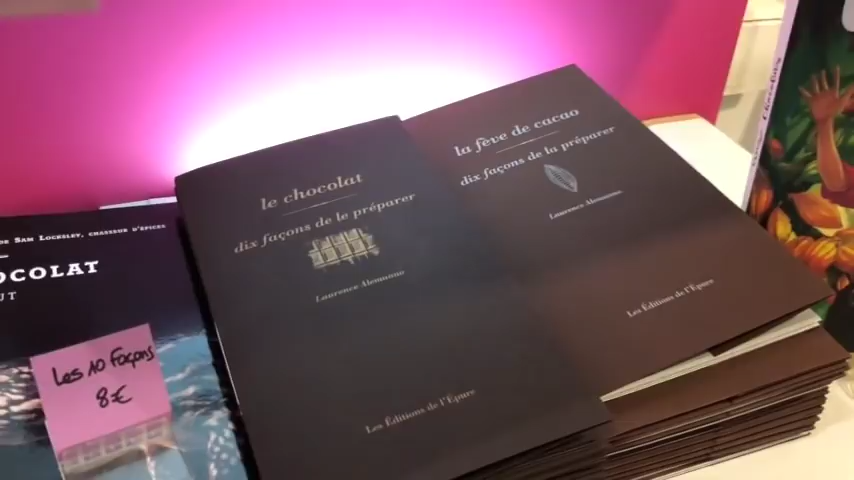 DE SAM LOCKSLEY, CHASSEUR D'ÉPICES
OCOLAT
UT
Les 10 Façons
8€
le chocolat
dix façons de le préparer
Laurence Alemanno
Les Éditions de l'Épure
la fève de cacao
dix façons de la préparer
Laurence Alemanno
Les Éditions de l'Épure